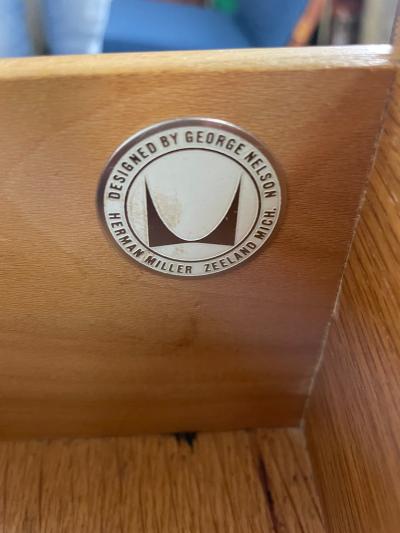 DESIGNED BY GEORGE NELSON
HERMAN MILLER ZEELAND MICH.